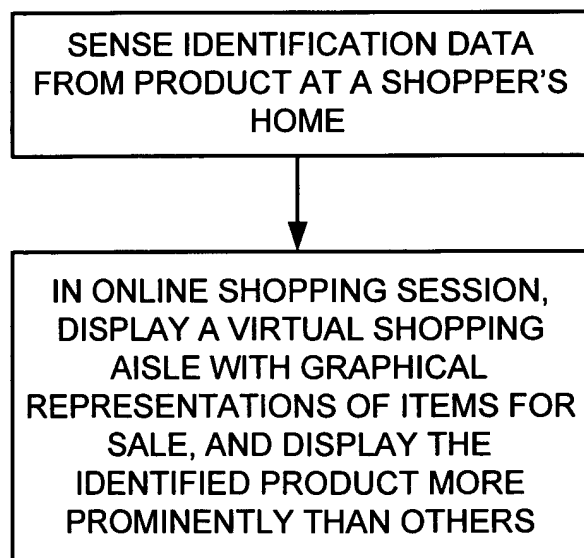 SENSE IDENTIFICATION DATA
FROM PRODUCT AT A SHOPPER'S
HOME
IN ONLINE SHOPPING SESSION,
DISPLAY A VIRTUAL SHOPPING
AISLE WITH GRAPHICAL
REPRESENTATIONS OF ITEMS FOR
SALE, AND DISPLAY THE
IDENTIFIED PRODUCT MORE
PROMINENTLY THAN OTHERS